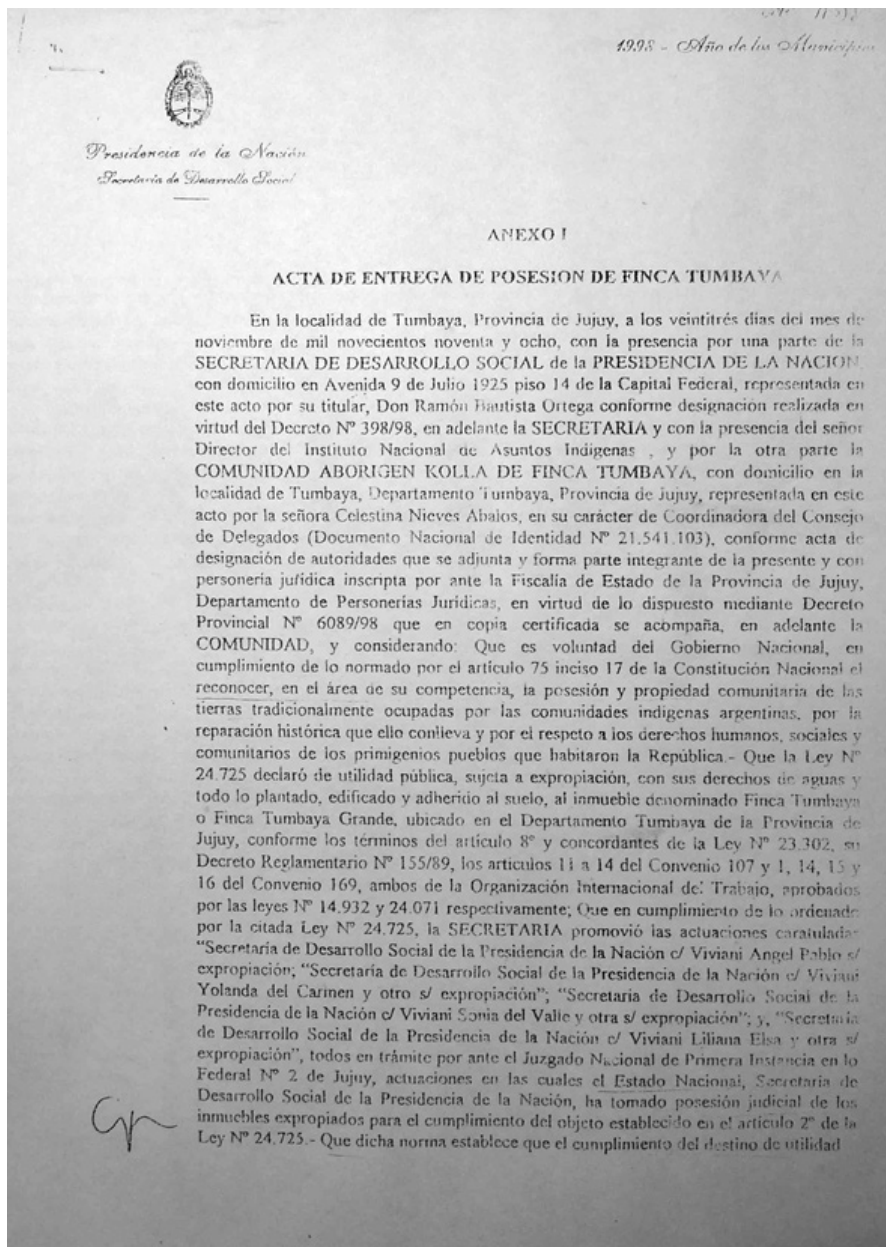 1998 - Año de los Municipios
Presidencia de la Nación
Secretaría de Desarrollo Social
ANEXO I
ACTA DE ENTREGA DE POSESION DE FINCA TUMBAYA
En la localidad de Tumbaya, Provincia de Jujuy, a los veintitrés días del mes de
noviembre de mil novecientos noventa y ocho, con la presencia por una parte de la
SECRETARIA DE DESARROLLO SOCIAL de la PRESIDENCIA DE LA NACION,
con domicilio en Avenida 9 de Julio 1925 piso 14 de la Capital Federal, representada en
este acto por su titular, Don Ramón Bautista Ortega conforme designación realizada en
virtud del Decreto Nº 398/98, en adelante la SECRETARIA y con la presencia del señor
Director del Instituto Nacional de Asuntos Indígenas , y por la otra parte la
COMUNIDAD ABORIGEN KOLLA DE FINCA TUMBAYA, con domicilio en la
localidad de Tumbaya, Departamento Tumbaya, Provincia de Jujuy, representada en este
acto por la señora Celestina Nieves Abalos, en su carácter de Coordinadora del Consejo
de Delegados (Documento Nacional de Identidad Nº 21.541.103), conforme acta de
designación de autoridades que se adjunta y forma parte integrante de la presente y con
personería jurídica inscripta por ante la Fiscalía de Estado de la Provincia de Jujuy,
Departamento de Personerías Jurídicas, en virtud de lo dispuesto mediante Decreto
Provincial Nº 6089/98 que en copia certificada se acompaña, en adelante la
COMUNIDAD, y considerando: Que es voluntad del Gobierno Nacional, en
cumplimiento de lo normado por el artículo 75 inciso 17 de la Constitución Nacional el
reconocer, en el área de su competencia, la posesión y propiedad comunitaria de las
tierras tradicionalmente ocupadas por las comunidades indígenas argentinas, por la
reparación histórica que ello conlleva y por el respeto a los derechos humanos, sociales y
comunitarios de los primigenios pueblos que habitaron la República.- Que la Ley Nº
24.725 declaró de utilidad pública, sujeta a expropiación, con sus derechos de aguas y
todo lo plantado, edificado y adherido al suelo, al inmueble denominado Finca Tumbaya
o Finca Tumbaya Grande, ubicado en el Departamento Tumbaya de la Provincia de
Jujuy, conforme los términos del artículo 8º y concordantes de la Ley Nº 23.302, su
Decreto Reglamentario Nº 155/89, los artículos 11 a 14 del Convenio 107 y 1, 14, 15 y
16 del Convenio 169, ambos de la Organización Internacional del Trabajo, aprobados
por las leyes Nº 14.932 y 24.071 respectivamente; Que en cumplimiento de lo ordenado
por la citada Ley Nº 24.725, la SECRETARIA promovió las actuaciones caratuladas
"Secretaría de Desarrollo Social de la Presidencia de la Nación c/ Viviani Angel Pablo s/
expropiación; "Secretaría de Desarrollo Social de la Presidencia de la Nación c/ Viviani
Yolanda del Carmen y otro s/ expropiación"; "Secretaría de Desarrollo Social de la
Presidencia de la Nación c/ Viviani Sonia del Valle y otra s/ expropiación"; y, "Secretaría
de Desarrollo Social de la Presidencia de la Nación c/ Viviani Liliana Elsa y otra s/
expropiación", todos en trámite por ante el Juzgado Nacional de Primera Instancia en lo
Federal Nº 2 de Jujuy, actuaciones en las cuales el Estado Nacional, Secretaría de
Desarrollo Social de la Presidencia de la Nación, ha tomado posesión judicial de los
inmuebles expropiados para el cumplimiento del objeto establecido en el artículo 2º de la
Ley Nº 24.725.- Que dicha norma establece que el cumplimiento del destino de utilidad